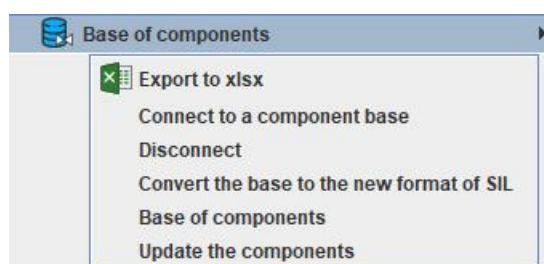 Base of components
Export to xlsx
Connect to a component base
Disconnect
Convert the base to the new format of SIL
Base of components
Update the components